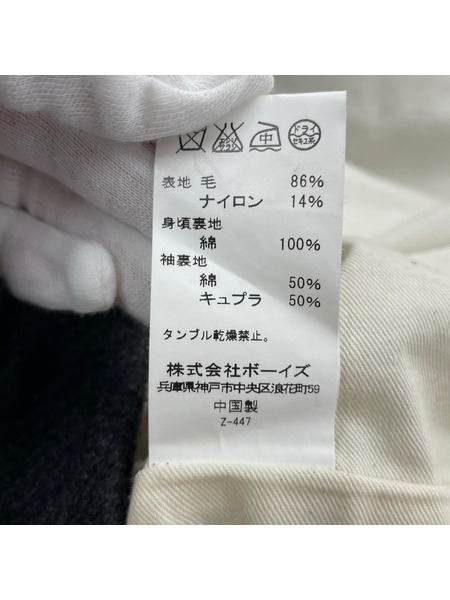 中
ドライ
セキユ系
表地 毛 86%
ナイロン 14%
身頃裏地
綿 100%
袖裏地
綿 50%
キュプラ 50%
タンブル乾燥禁止。
株式会社ボーイズ
兵庫県神戸市中央区浪花町59
中国製
Z-447